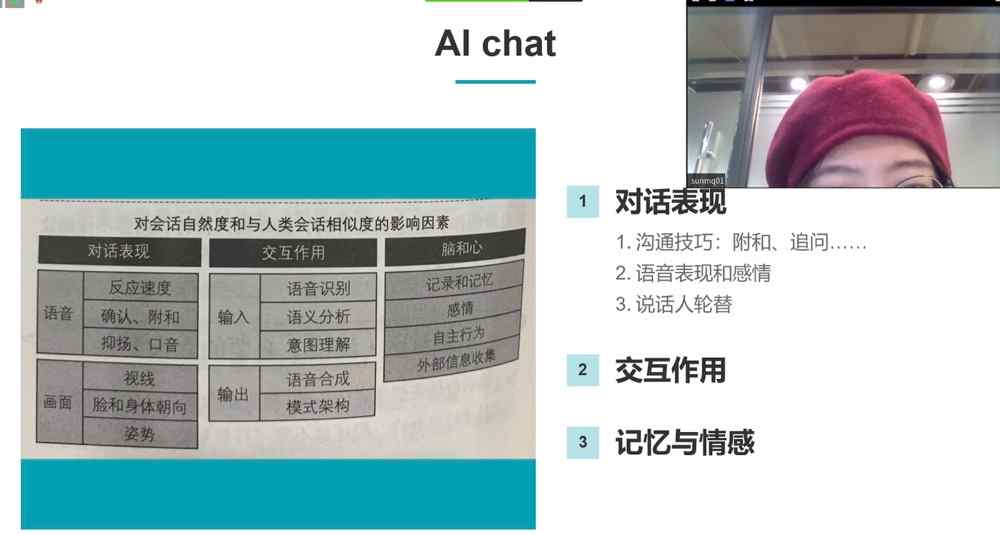 AI chat
sunmq01
对会话自然度和与人类会话相似度的影响因素
对话表现
交互作用
脑和心
语音
反应速度
确认、附和
抑扬、口音
画面
视线
脸和身体朝向
姿势
输入
语音识别
语义分析
意图理解
输出
语音合成
模式架构
记录和记忆
感情
自主行为
外部信息收集
1
对话表现
1. 沟通技巧：附和、追问……
2. 语音表现和感情
3. 说话人轮替
2
交互作用
3
记忆与情感